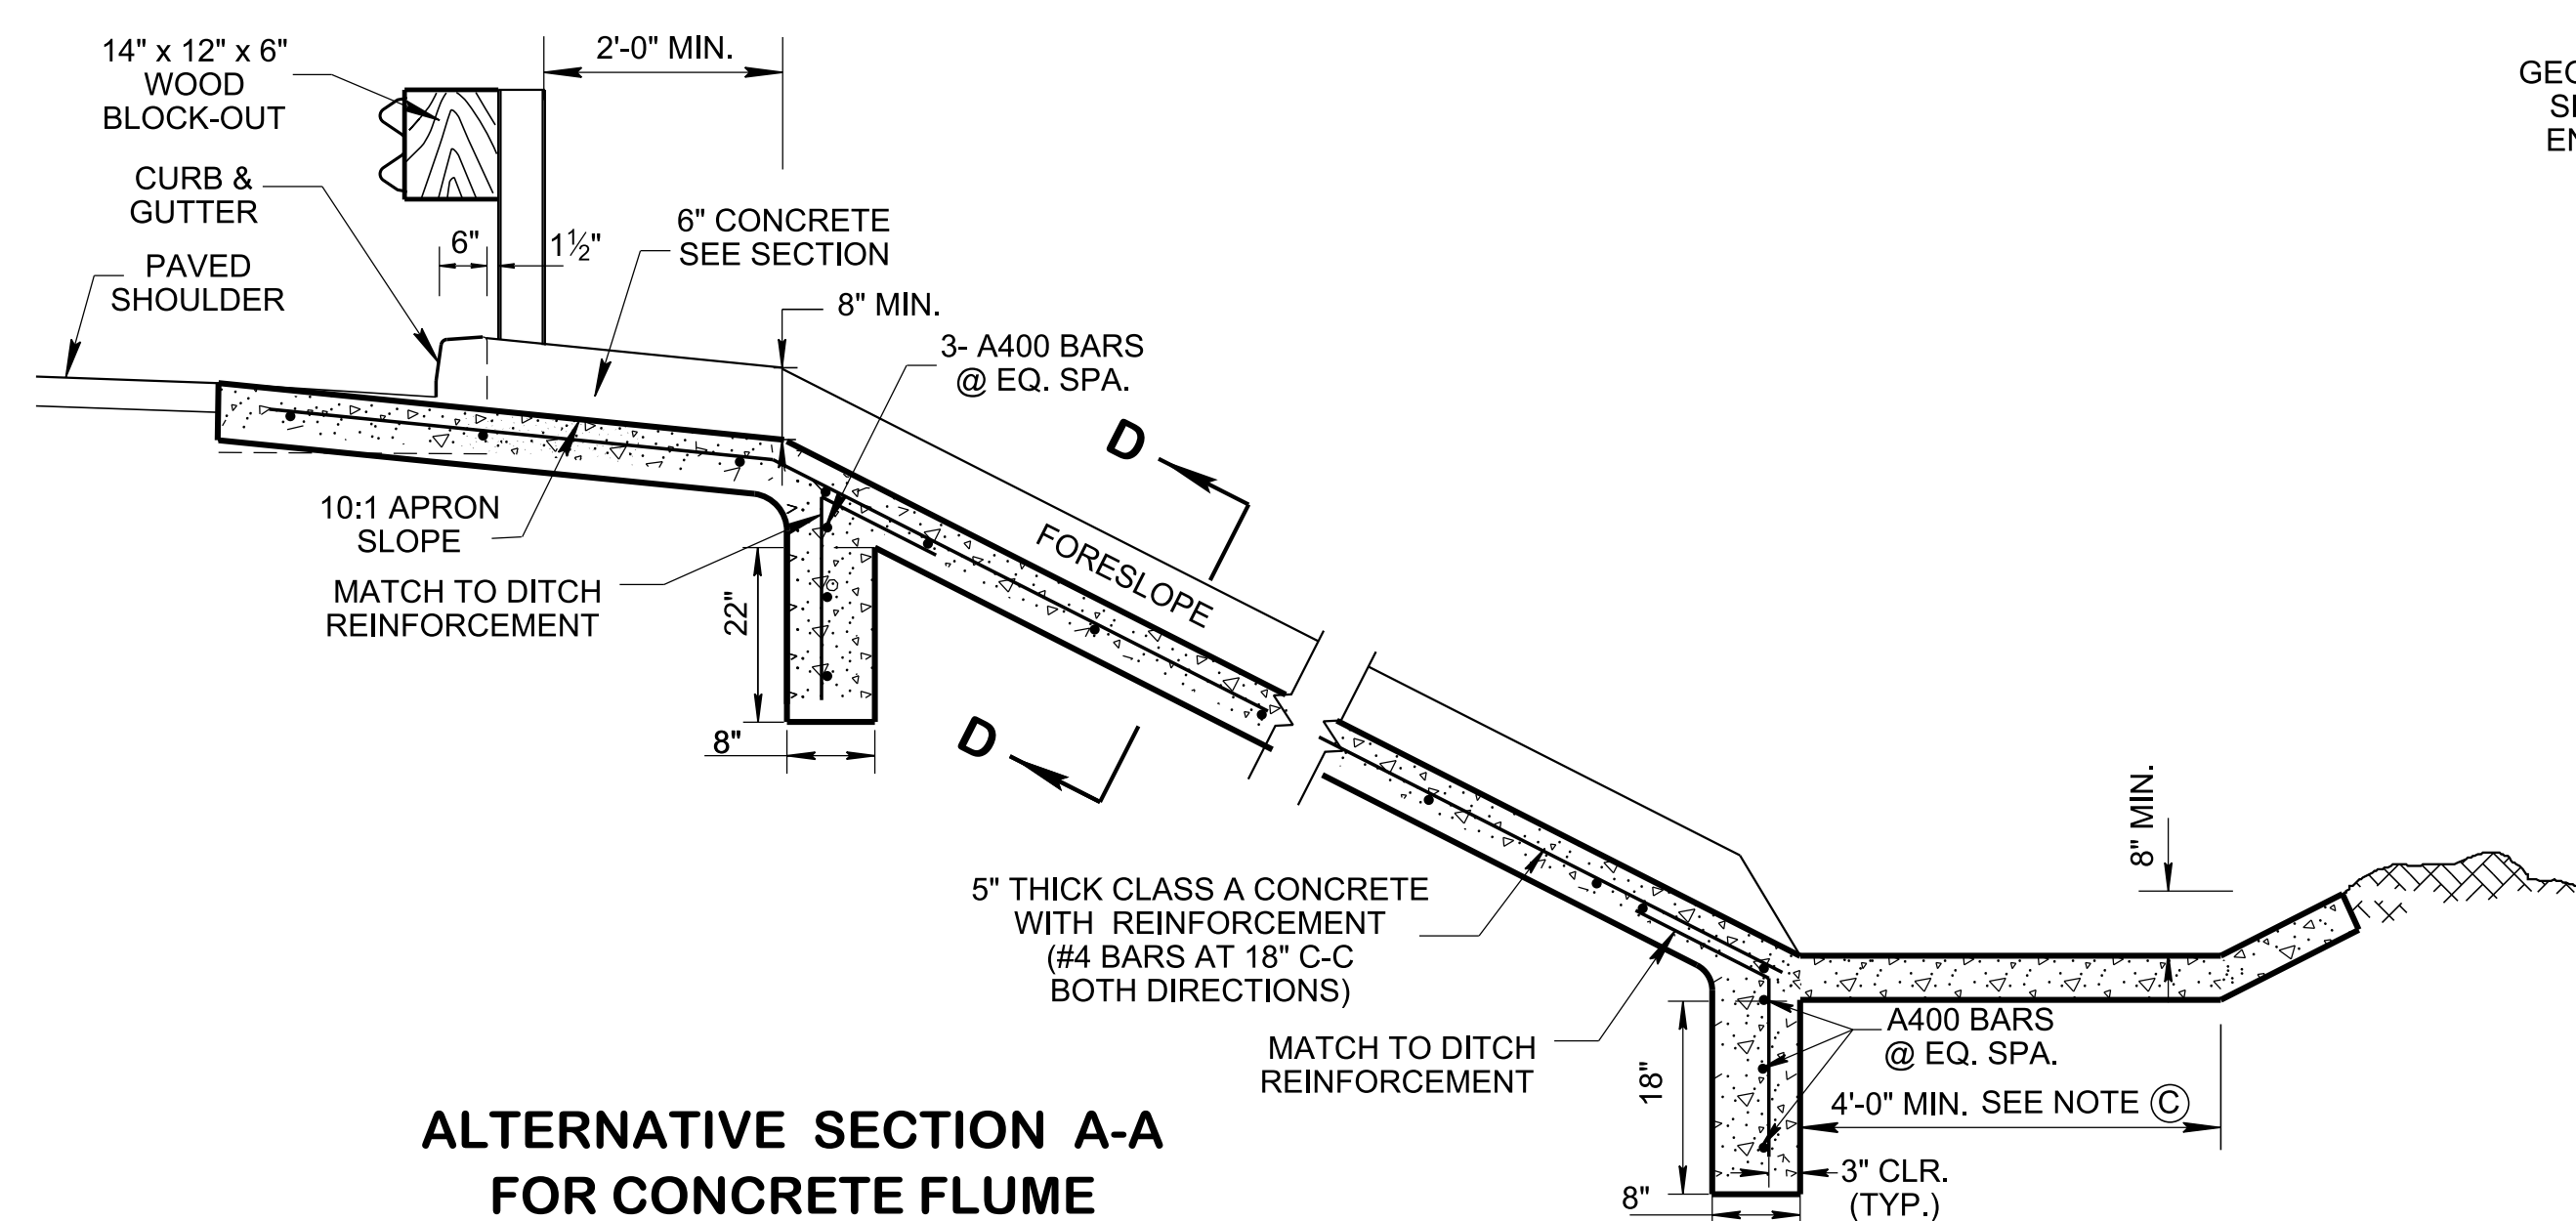 14" x 12" x 6"
WOOD
BLOCK-OUT
2'-0" MIN.
CURB &
GUTTER
PAVED
SHOULDER
6"
1½"
6" CONCRETE
SEE SECTION
8" MIN.
3- A400 BARS
@ EQ. SPA.
D
FORESLOPE
10:1 APRON
SLOPE
MATCH TO DITCH
REINFORCEMENT
22"
8"
D
5" THICK CLASS A CONCRETE
WITH REINFORCEMENT
(#4 BARS AT 18" C-C
BOTH DIRECTIONS)
MATCH TO DITCH
REINFORCEMENT
8" MIN.
A400 BARS
@ EQ. SPA.
18"
4'-0" MIN. SEE NOTE Ⓒ
3" CLR.
(TYP.)
8"
ALTERNATIVE SECTION A-A
FOR CONCRETE FLUME